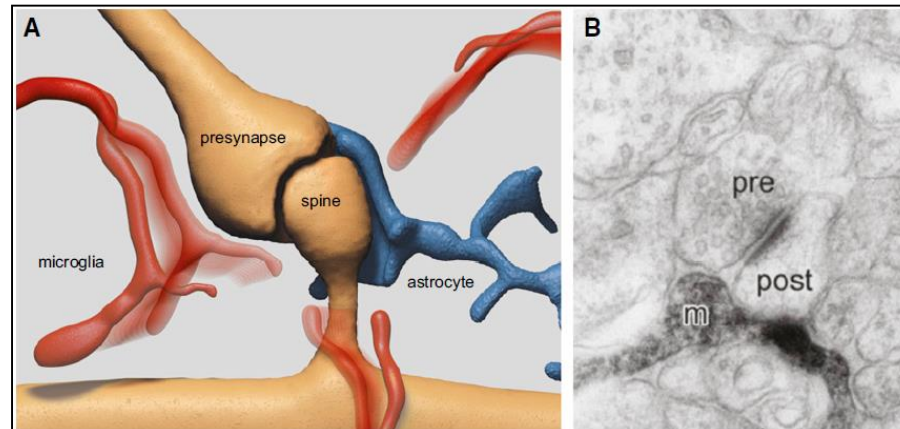 A
presynapse
spine
microglia
astrocyte
B
pre
post
m